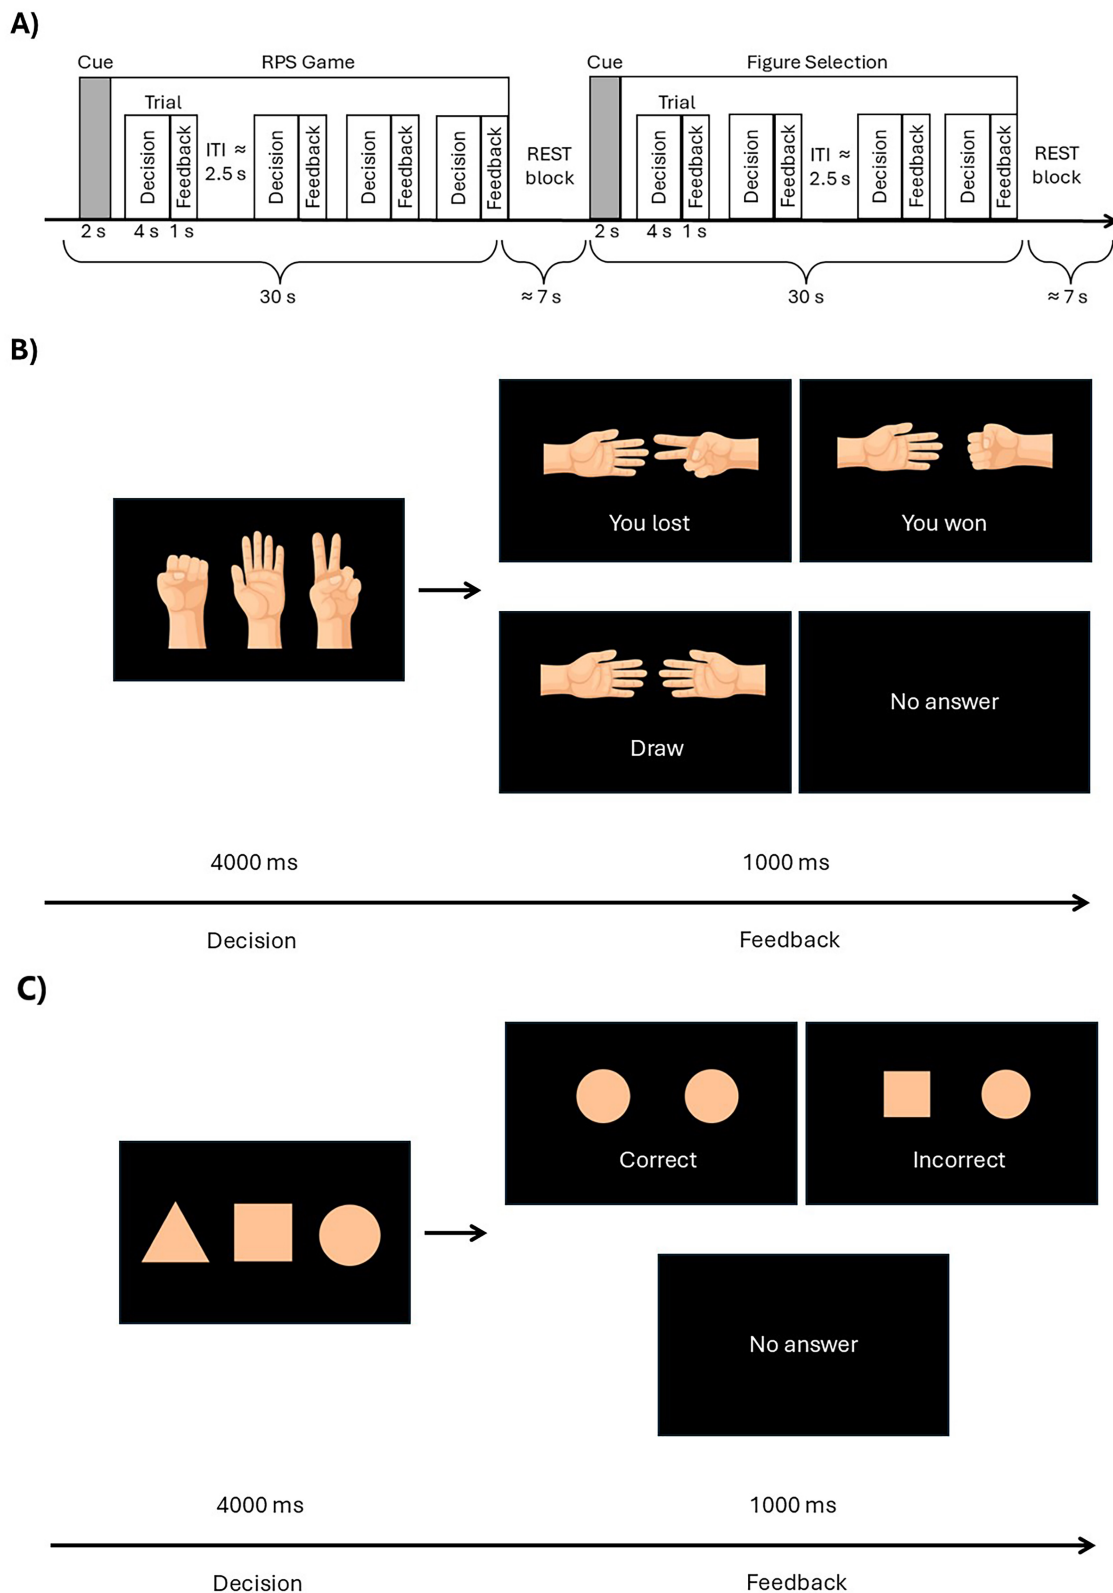 A)
Cue RPS Game Cue Figure Selection
Trial Trial
Decision Feedback ITI ≈ 2.5 s Decision Feedback Decision Feedback Decision Feedback REST block Decision Feedback Decision Feedback ITI ≈ 2.5 s Decision Feedback Decision Feedback REST block
2 s 4 s 1 s 2 s 4 s 1 s
30 s ≈ 7 s 30 s ≈ 7 s
B)
You lost You won
Draw No answer
4000 ms 1000 ms
Decision Feedback
C)
Correct Incorrect
No answer
4000 ms 1000 ms
Decision Feedback